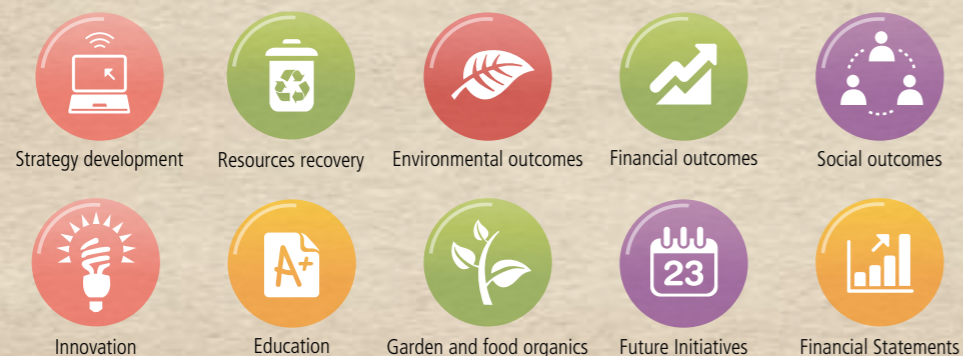 Strategy development
Resources recovery
Environmental outcomes
Financial outcomes
Social outcomes
A+
23
Innovation
Education
Garden and food organics
Future Initiatives
Financial Statements